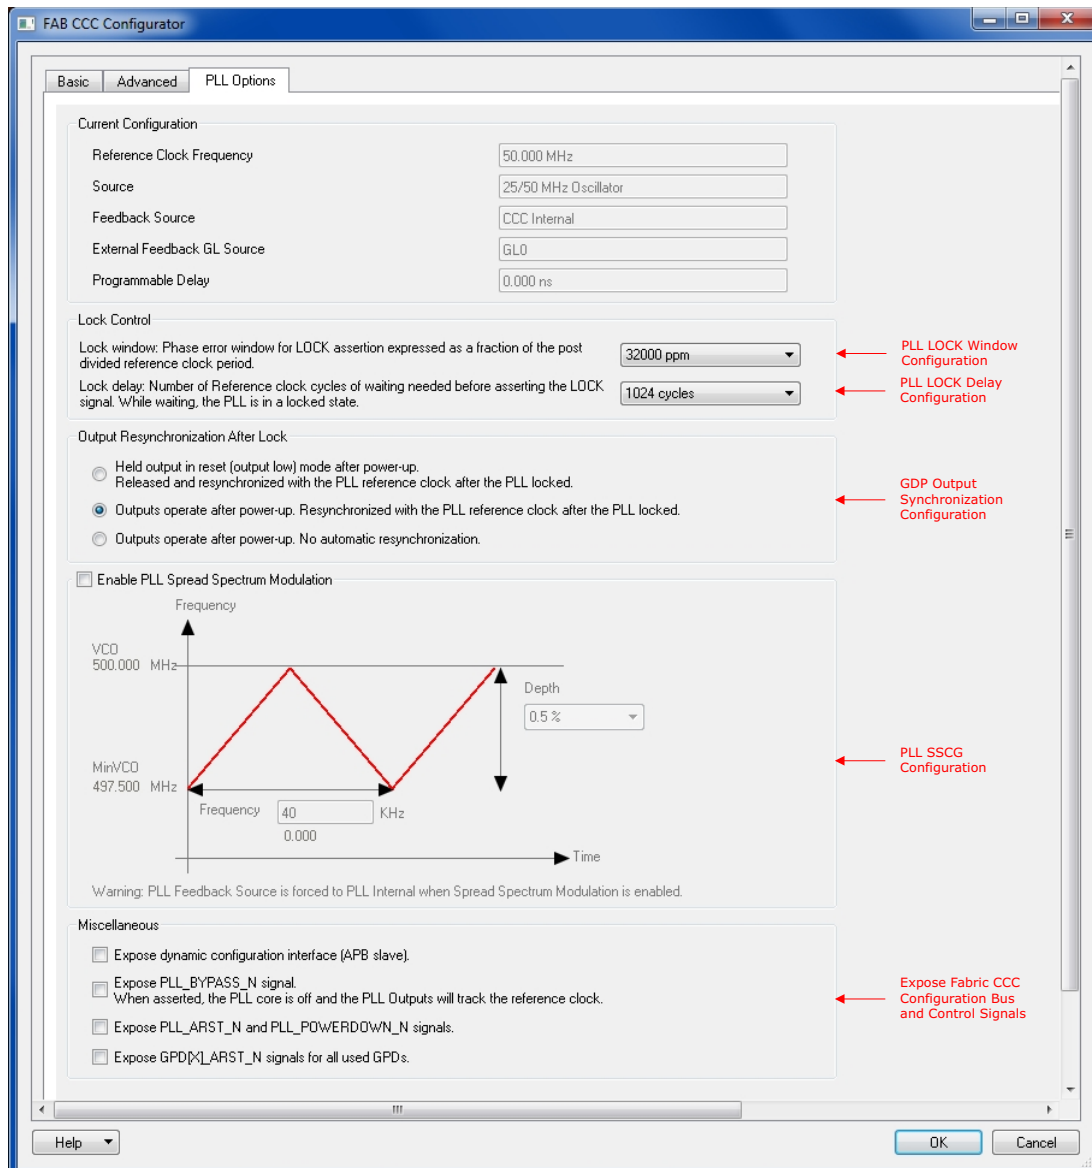 FAB CCC Configurator
Basic
Advanced
PLL Options
Current Configuration
Reference Clock Frequency
50.000 MHz
Source
25/50 MHz Oscillator
Feedback Source
CCC Internal
External Feedback GL Source
GL0
Programmable Delay
0.000 ns
Lock Control
Lock window: Phase error window for LOCK assertion expressed as a fraction of the post
divided reference clock period.
32000 ppm
PLL LOCK Window
Configuration
Lock delay: Number of Reference clock cycles of waiting needed before asserting the LOCK
signal. While waiting, the PLL is in a locked state.
1024 cycles
PLL LOCK Delay
Configuration
Output Resynchronization After Lock
Held output in reset (output low) mode after power-up.
Released and resynchronized with the PLL reference clock after the PLL locked.
Outputs operate after power-up. Resynchronized with the PLL reference clock after the PLL locked.
Outputs operate after power-up. No automatic resynchronization.
GDP Output
Synchronization
Configuration
Enable PLL Spread Spectrum Modulation
Frequency
VCO
500.000 MHz
Depth
0.5 %
MinVCO
497.500 MHz
Frequency
40
KHz
0.000
Time
Warning: PLL Feedback Source is forced to PLL Internal when Spread Spectrum Modulation is enabled.
PLL SSCG
Configuration
Miscellaneous
Expose dynamic configuration interface (APB slave).
Expose PLL_BYPASS_N signal.
When asserted, the PLL core is off and the PLL Outputs will track the reference clock.
Expose PLL_ARST_N and PLL_POWERDOWN_N signals.
Expose GPD[X]_ARST_N signals for all used GPDs.
Expose Fabric CCC
Configuration Bus
and Control Signals
Help
OK
Cancel